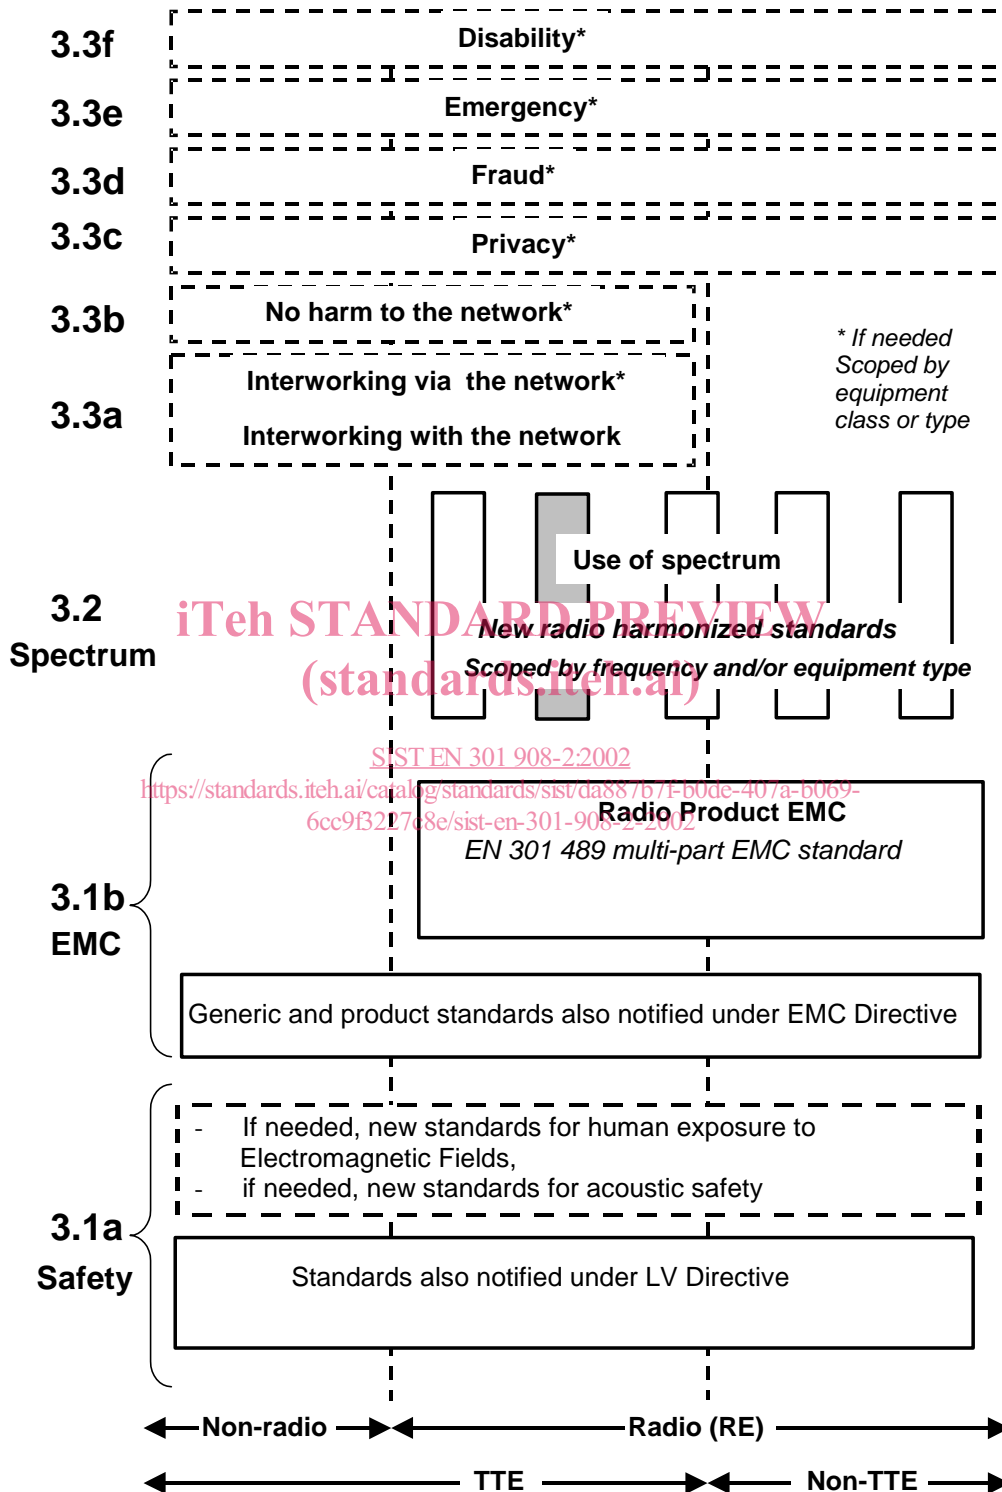 3.3f Disability*
3.3e Emergency*
3.3d Fraud*
3.3c Privacy*
3.3b No harm to the network*
* If needed
Scoped by
equipment
class or type
3.3a Interworking via the network*
Interworking with the network
Use of spectrum
3.2
Spectrum
New radio harmonized standards
Scoped by frequency and/or equipment type
iTeh STANDARD PREVIEW
(standards.iteh.ai)
SIST EN 301 908-2:2002
https://standards.iteh.ai/catalog/standards/sist/da887b7f-b0de-407a-b069-
6cc9f3227c8e/sist-en-301-908-2-2002
Radio Product EMC
EN 301 489 multi-part EMC standard
3.1b
EMC
Generic and product standards also notified under EMC Directive
- If needed, new standards for human exposure to
Electromagnetic Fields,
- if needed, new standards for acoustic safety
3.1a
Safety
Standards also notified under LV Directive
Non-radio Radio (RE)
TTE Non-TTE